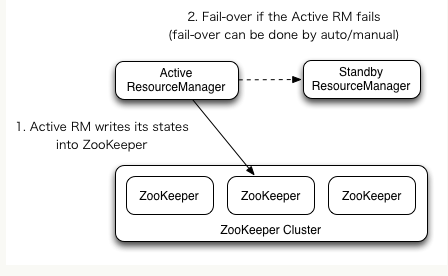 2. Fail-over if the Active RM fails
(fail-over can be done by auto/manual)
Active
ResourceManager
Standby
ResourceManager
1. Active RM writes its states
into ZooKeeper
ZooKeeper
ZooKeeper
ZooKeeper
ZooKeeper Cluster